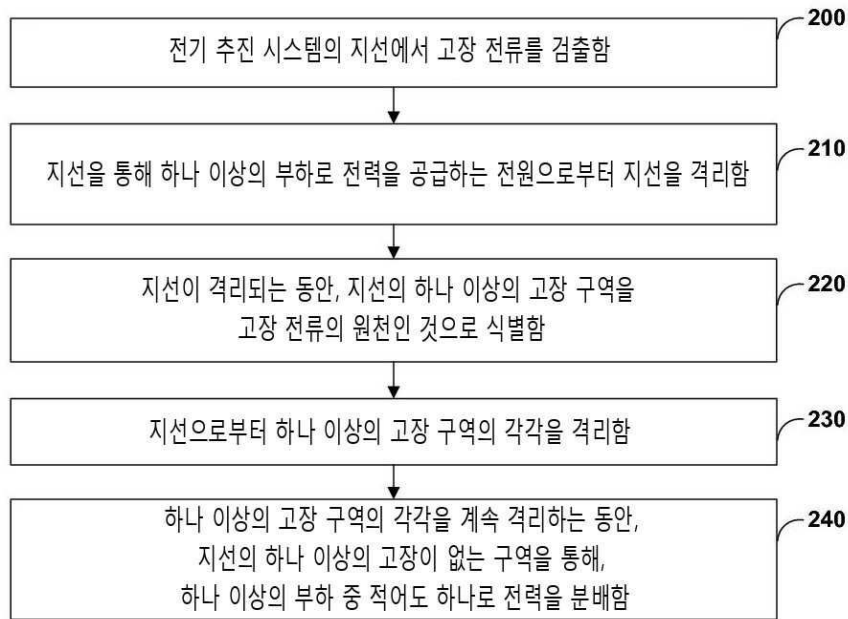 전기 추진 시스템의 지선에서 고장 전류를 검출함
200
지선을 통해 하나 이상의 부하로 전력을 공급하는 전원으로부터 지선을 격리함
210
지선이 격리되는 동안, 지선의 하나 이상의 고장 구역을
고장 전류의 원천인 것으로 식별함
220
지선으로부터 하나 이상의 고장 구역의 각각을 격리함
230
하나 이상의 고장 구역의 각각을 계속 격리하는 동안,
지선의 하나 이상의 고장이 없는 구역을 통해,
하나 이상의 부하 중 적어도 하나로 전력을 분배함
240